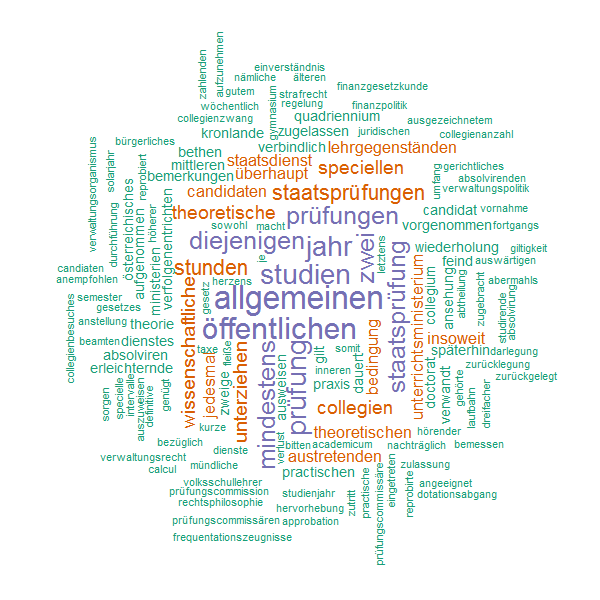 zahlenden
aufzunehmen
einverständnis
nämliche
älteren
gutem
strafrecht
finanzgesetzkunde
wöchentlich
regelung
finanzpolitik
collegienzwang
gymnasium
quadriennium
ausgezeichnetem
kronlande
zugelassen
juridischen
collegienanzahl
bürgerliches
bethen
verbindlich
lehrgegenständen
verwaltungsorganismus
solarjahr
reprobiert
mittleren
staatsdienst
speciellen
umfang
gerichtliches
bemerkungen
überhaupt
absolvirenden
candidaten
staatsprüfungen
verwaltungspolitik
durchführung
österreichisches
aufgenommen
höherer
verfolgenentrichten
theoretische
prüfungen
candidat
vornahme
ministerien
sowohl
macht
vorgenommen
fortgangs
diejenigen
jahr
zwei
letztens
wiederholung
giltigkeit
candiaten
anempfohlen
stunden
je
studien
feind
auswärtigen
semester
gesetzes
herzens
gesetz
allgemeinen
staatsprüfung
unterrichtsministerium
collegium
ansehung
abtheilung
zugebracht
abermahls
studirende
absolvirung
collegienbesuches
anstellung
theorie
wissenschaftliche
öffentlichen
beamten
dienstes
taxe
fleiße
somit
bedingung
insoweit
absolviren
jedesmal
unterziehen
mindestens
prüfung
gilt
dauert
späterhin
darlegung
erleichternde
zweige
ausweisen
inneren
praxis
doctorat
verwandt
gehörte
laufbahn
dreifacher
zurücklegung
zurückgelegt
sorgen
specielle
intervalle
auszuweisen
definitive
genügt
collegien
kurze
theoretischen
hörender
bezüglich
dienste
verlust
bitten
academicum
nachträglich
bemessen
verwaltungsrecht
calcul
mündliche
austretenden
volksschullehrer
practischen
zutritt
practische
prüfungscommissäre
eingetreten
reprobirte
zulassung
angeeignet
dotationsabgang
prüfungscommission
rechtsphilosophie
studienjahr
hervorhebung
prüfungscommissären
approbation
frequentationszeugnisse